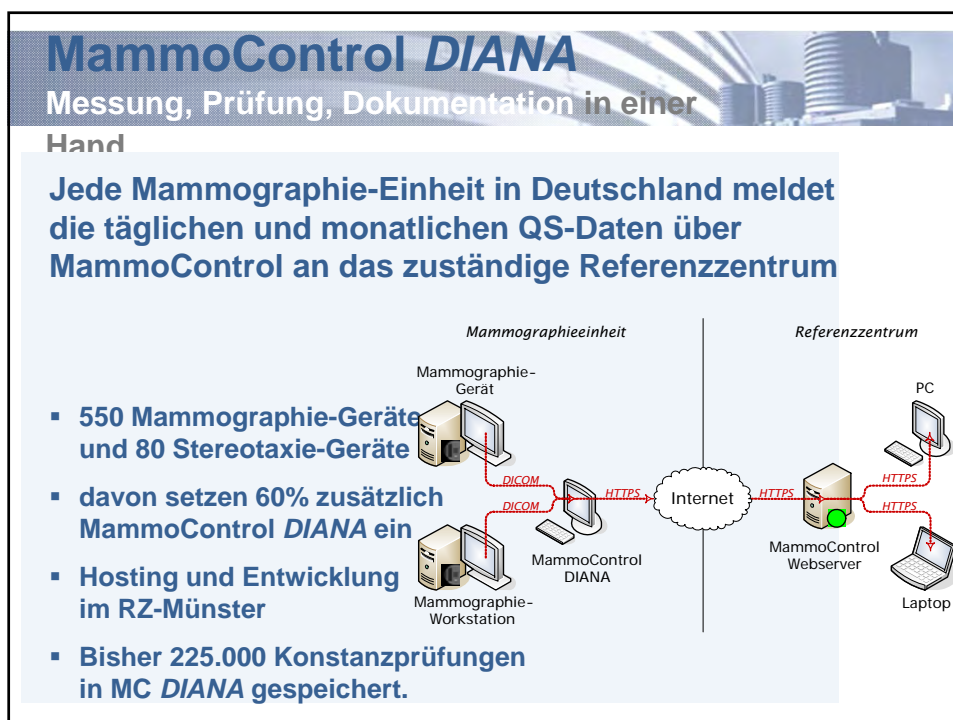 MammoControl DIANA
Messung, Prüfung, Dokumentation in einer
Hand
Jede Mammographie-Einheit in Deutschland meldet
die täglichen und monatlichen QS-Daten über
MammoControl an das zuständige Referenzzentrum
▪ 550 Mammographie-Geräte
und 80 Stereotaxie-Geräte
▪ davon setzen 60% zusätzlich
MammoControl DIANA ein
▪ Hosting und Entwicklung
im RZ-Münster
▪ Bisher 225.000 Konstanzprüfungen
in MC DIANA gespeichert.
Mammographieeinheit
Referenzzentrum
Mammographie-
Gerät
DICOM
DICOM
Mammographie-
Workstation
MammoControl
DIANA
HTTPS
Internet
HTTPS
MammoControl
Webserver
HTTPS
HTTPS
PC
Laptop